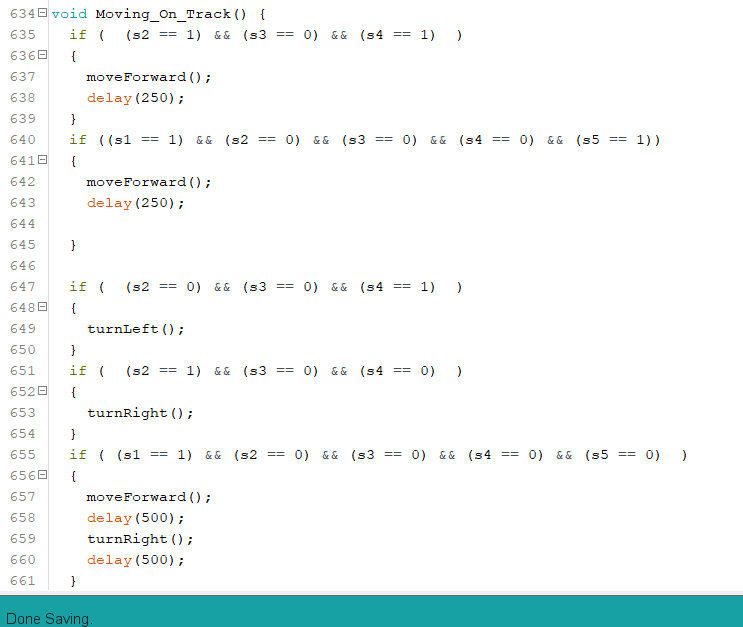 634 void Moving_On_Track() {
635   if (  (s2 == 1) && (s3 == 0) && (s4 == 1)  )
636   {
637     moveForward();
638     delay(250);
639   }
640   if ((s1 == 1) && (s2 == 0) && (s3 == 0) && (s4 == 0) && (s5 == 1))
641   {
642     moveForward();
643     delay(250);
644
645   }
646
647   if (  (s2 == 0) && (s3 == 0) && (s4 == 1)  )
648   {
649     turnLeft();
650   }
651   if (  (s2 == 1) && (s3 == 0) && (s4 == 0)  )
652   {
653     turnRight();
654   }
655   if ( (s1 == 1) && (s2 == 0) && (s3 == 0) && (s4 == 0) && (s5 == 0)  )
656   {
657     moveForward();
658     delay(500);
659     turnRight();
660     delay(500);
661   }
Done Saving.